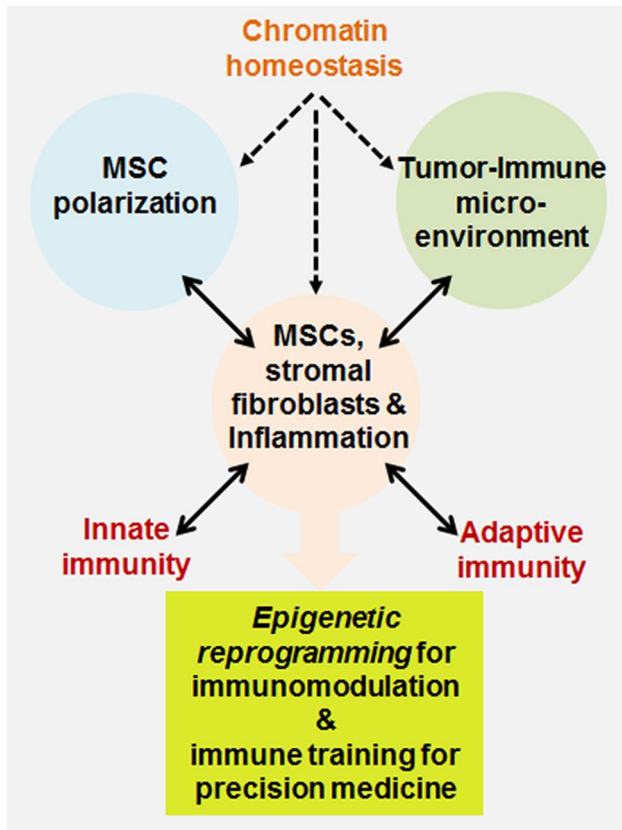 Chromatin
homeostasis
MSC
polarization
Tumor-Immune
micro-
environment
MSCs,
stromal
fibroblasts &
Inflammation
Innate
immunity
Adaptive
immunity
Epigenetic
reprogramming for
immunomodulation
&
immune training for
precision medicine